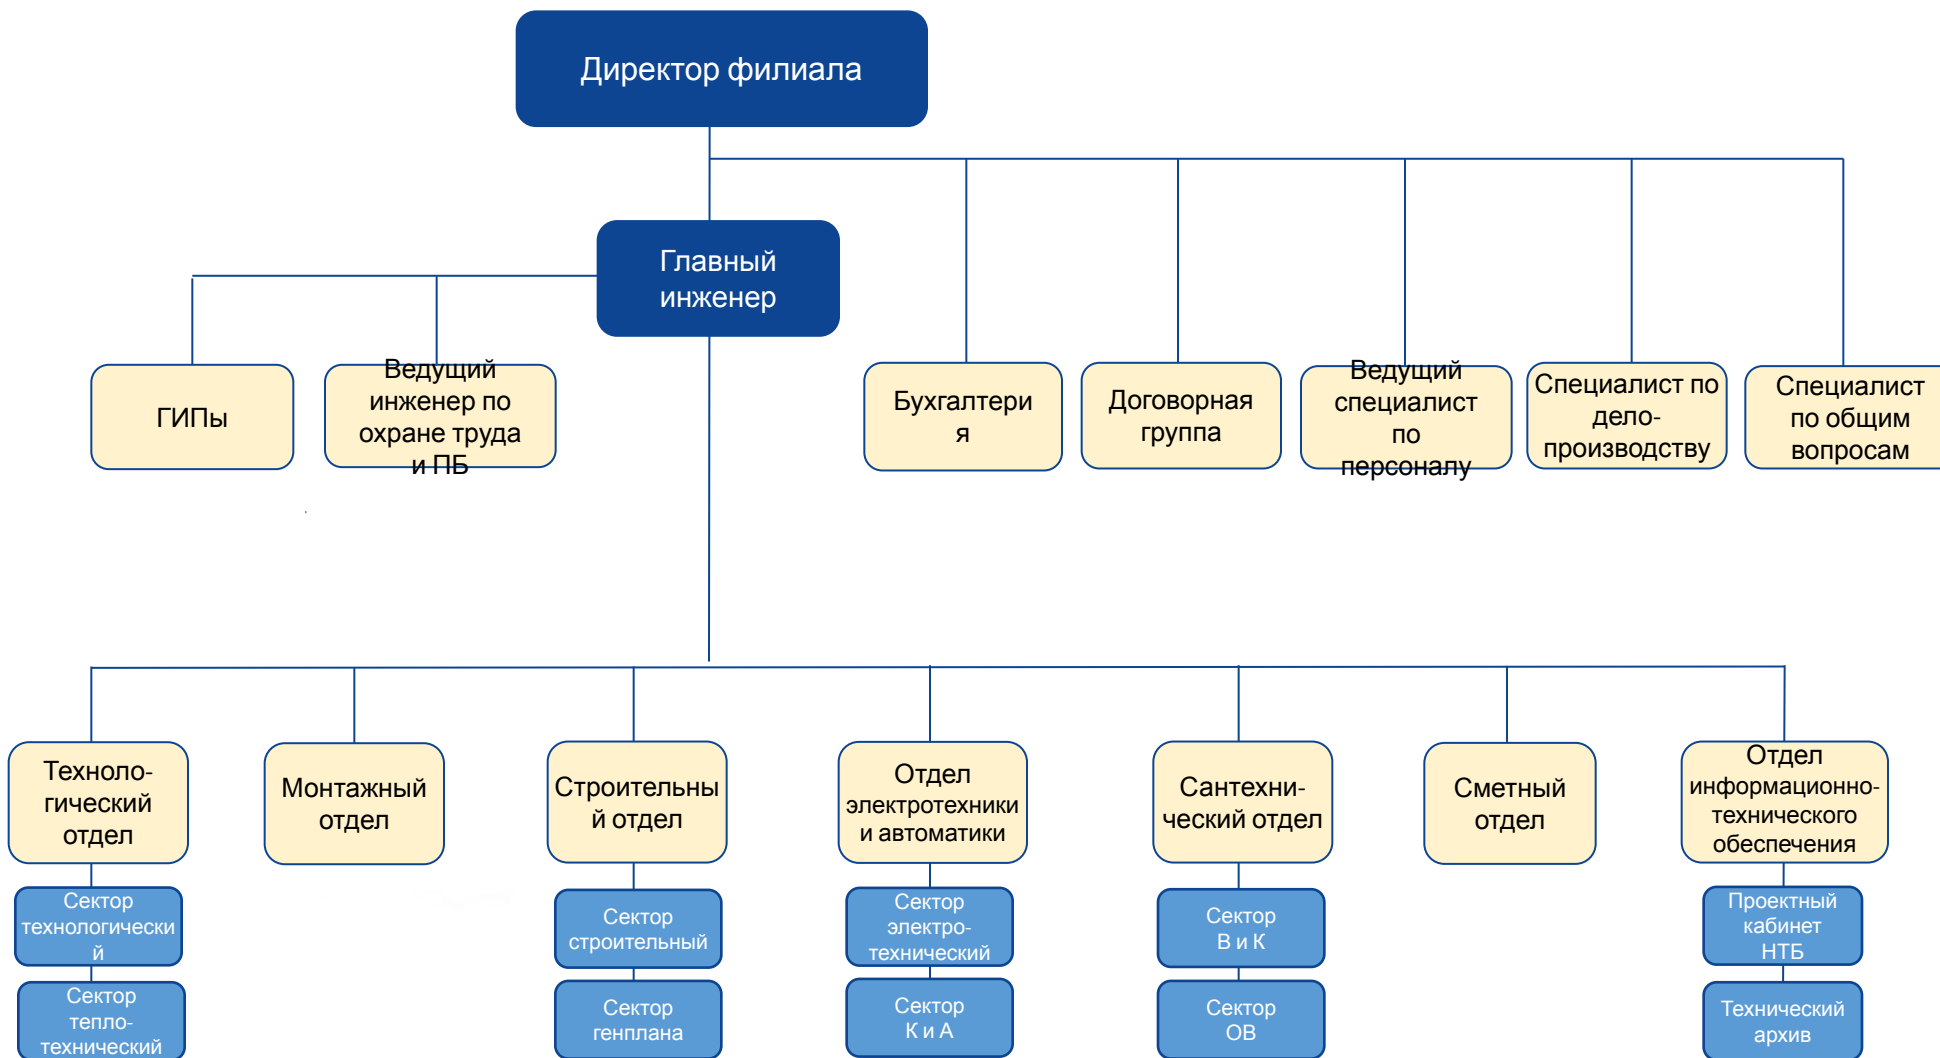 Директор филиала
Главный
инженер
ГИПы
Ведущий
инженер по
охране труда
и ПБ
Бухгалтери
я
Договорная
группа
Ведущий
специалист
по
персоналу
Специалист по
дело-
производству
Специалист
по общим
вопросам
Техноло-
гический
отдел
Монтажный
отдел
Строительны
й отдел
Отдел
электротехники
и автоматики
Сантехни-
ческий отдел
Сметный
отдел
Отдел
информационно-
технического
обеспечения
Сектор
технологически
й
Сектор
строительный
Сектор
электро-
технический
Сектор
В и К
Проектный
кабинет
НТБ
Сектор
тепло-
технический
Сектор
генплана
Сектор
К и А
Сектор
ОВ
Технический
архив